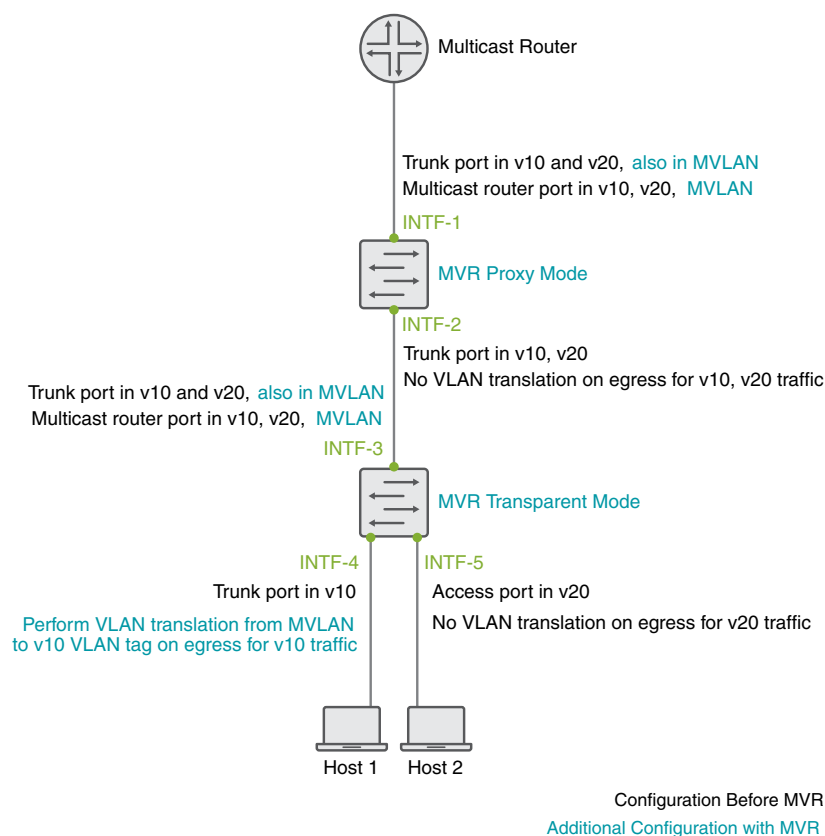 Multicast Router
Trunk port in v10 and v20, also in MVLAN
Multicast router port in v10, v20, MVLAN
INTF-1
MVR Proxy Mode
INTF-2
Trunk port in v10, v20
No VLAN translation on egress for v10, v20 traffic
Trunk port in v10 and v20, also in MVLAN
Multicast router port in v10, v20, MVLAN
INTF-3
MVR Transparent Mode
INTF-4
Trunk port in v10
Perform VLAN translation from MVLAN
to v10 VLAN tag on egress for v10 traffic
INTF-5
Access port in v20
No VLAN translation on egress for v20 traffic
Host 1
Host 2
Configuration Before MVR
Additional Configuration with MVR